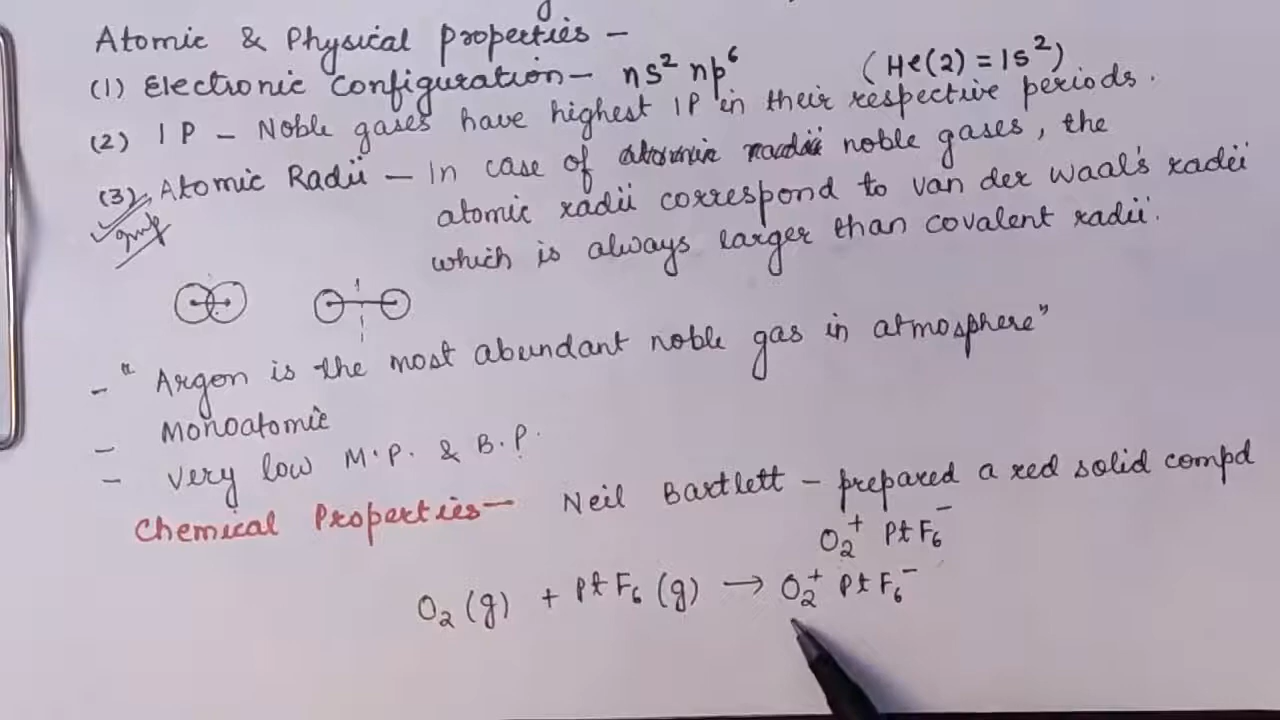 Atomic & Physical properties –
(1) Electronic configuration – ns² np⁶ (He(2) = 1s²)
(2) IP – Noble gases have highest IP in their respective periods.
(3) Atomic Radii – In case of noble gases, the
Imp
atomic radii correspond to van der waal's radii
which is always larger than covalent radii.
– "Argon is the most abundant noble gas in atmosphere"
– Monoatomic
– Very low M.P. & B.P.
Chemical Properties – Neil Bartlett – prepared a red solid compd
O₂⁺ PtF₆⁻
O₂(g) + PtF₆(g) → O₂⁺ PtF₆⁻